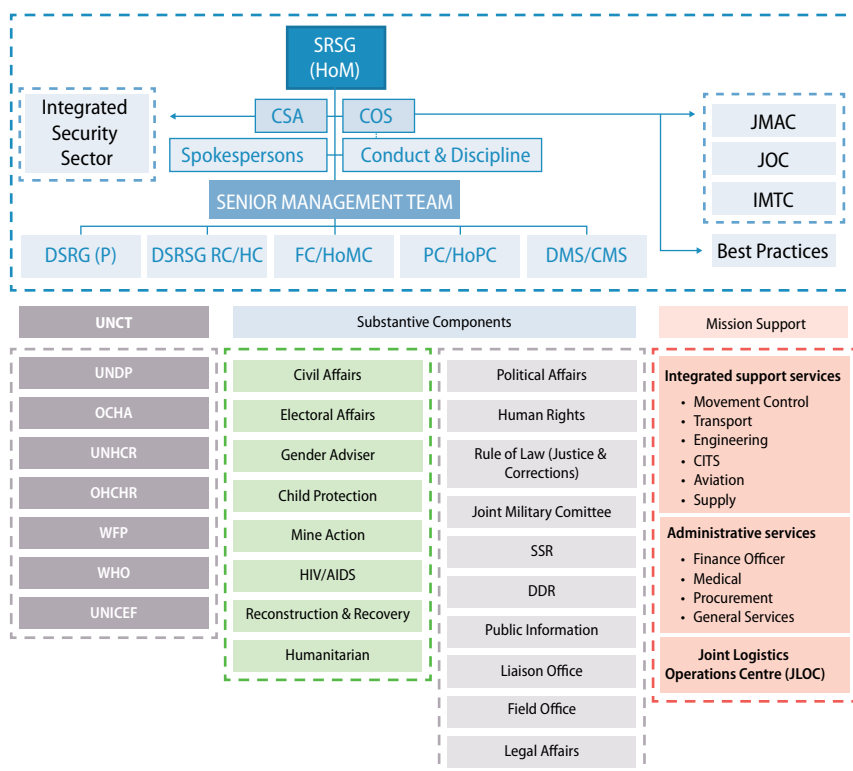 SRSG
(HoM)
Integrated
Security
Sector
CSA
COS
Spokespersons
Conduct & Discipline
SENIOR MANAGEMENT TEAM
JMAC
JOC
IMTC
Best Practices
DSRG (P)
DSRSG RC/HC
FC/HoMC
PC/HoPC
DMS/CMS
UNCT
UNDP
OCHA
UNHCR
OHCHR
WFP
WHO
UNICEF
Substantive Components
Civil Affairs
Electoral Affairs
Gender Adviser
Child Protection
Mine Action
HIV/AIDS
Reconstruction & Recovery
Humanitarian
Political Affairs
Human Rights
Rule of Law (Justice &
Corrections)
Joint Military Comittee
SSR
DDR
Public Information
Liaison Office
Field Office
Legal Affairs
Mission Support
Integrated support services
• Movement Control
• Transport
• Engineering
• CITS
• Aviation
• Supply
Administrative services
• Finance Officer
• Medical
• Procurement
• General Services
Joint Logistics
Operations Centre (JLOC)